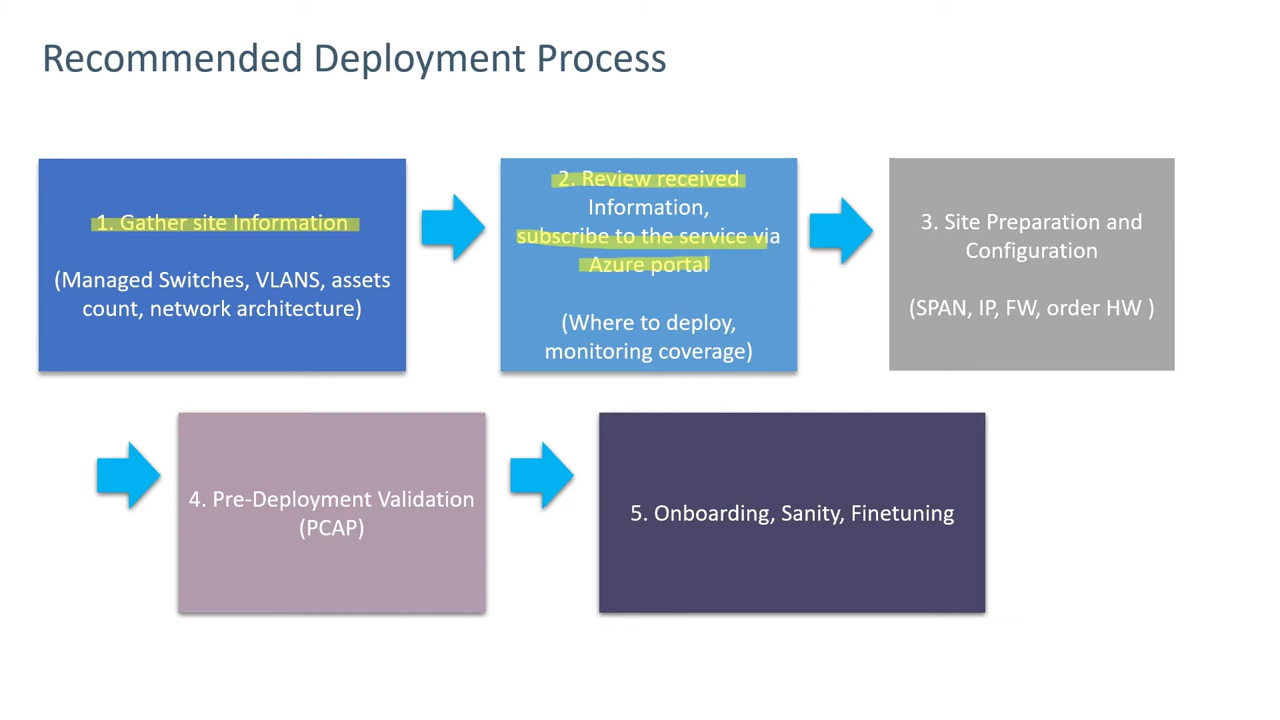 Recommended Deployment Process
1. Gather site Information
(Managed Switches, VLANS, assets
count, network architecture)
2. Review received
Information,
subscribe to the service via
Azure portal
(Where to deploy,
monitoring coverage)
3. Site Preparation and
Configuration
(SPAN, IP, FW, order HW )
4. Pre-Deployment Validation
(PCAP)
5. Onboarding, Sanity, Finetuning